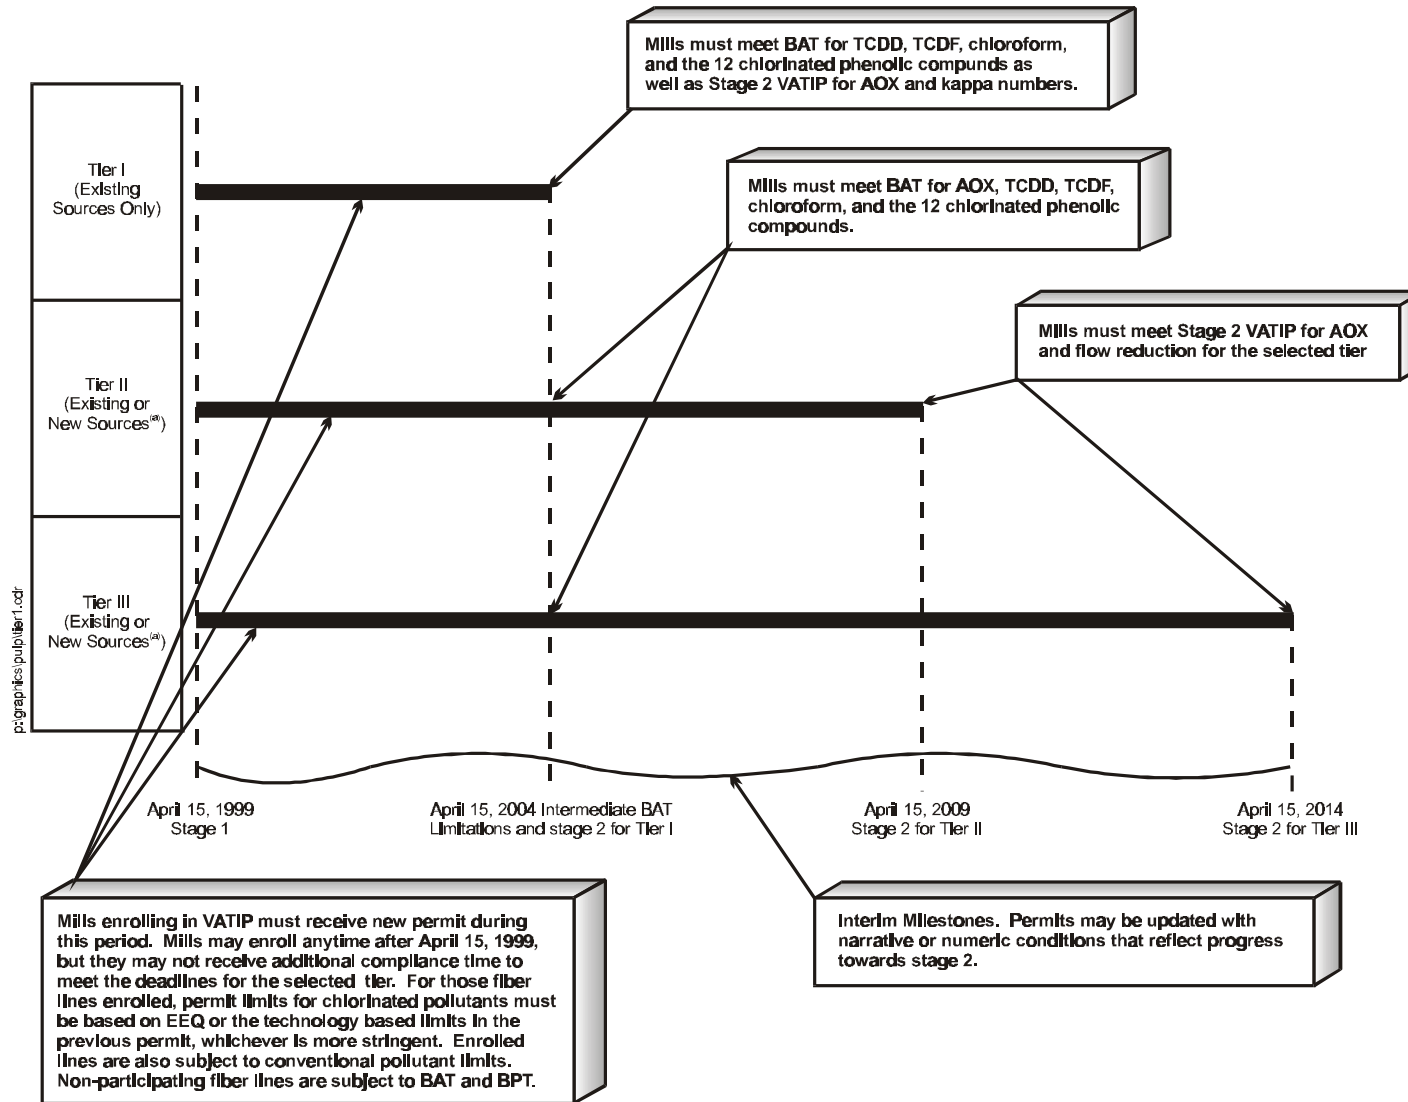 Mills must meet BAT for TCDD, TCDF, chloroform,
and the 12 chlorinated phenolic compunds as
well as Stage 2 VATIP for AOX and kappa numbers.
Tier I
(Existing
Sources Only)
Mills must meet BAT for AOX, TCDD, TCDF,
chloroform, and the 12 chlorinated phenolic
compounds.
Mills must meet Stage 2 VATIP for AOX
and flow reduction for the selected tier
Tier II
(Existing or
New Sources(a))
Tier III
(Existing or
New Sources(a))
p:\graphics\pulp\tier1.cdr
April 15, 1999
Stage 1
April 15, 2004 Intermediate BAT
Limitations and stage 2 for Tier I
April 15, 2009
Stage 2 for Tier II
April 15, 2014
Stage 2 for Tier III
Mills enrolling in VATIP must receive new permit during
this period. Mills may enroll anytime after April 15, 1999,
but they may not receive additional compliance time to
meet the deadlines for the selected tier. For those fiber
lines enrolled, permit limits for chlorinated pollutants must
be based on EEQ or the technology based limits in the
previous permit, whichever is more stringent. Enrolled
lines are also subject to conventional pollutant limits.
Non-participating fiber lines are subject to BAT and BPT.
Interim Milestones. Permits may be updated with
narrative or numeric conditions that reflect progress
towards stage 2.